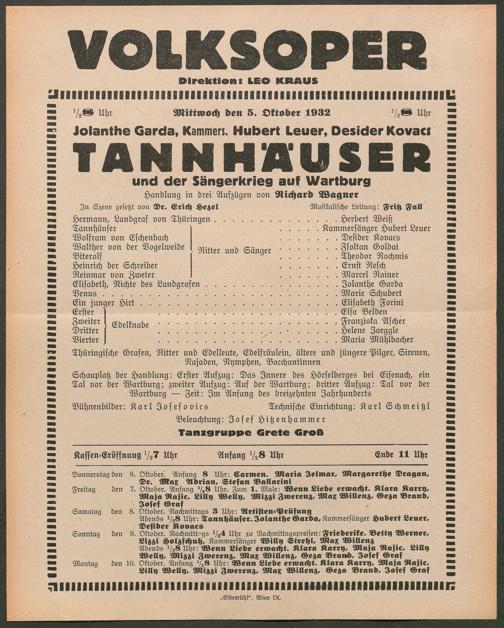 VOLKSOPER
Direktion: LEO KRAUS
1/28 Uhr Mittwoch den 5. Oktober 1932 1/28 Uhr
Jolanthe Garda, Kammers. Hubert Leuer, Desider Kovacs
TANNHÄUSER
und der Sängerkrieg auf Wartburg
Handlung in drei Aufzügen von Richard Wagner
In Szene gesetzt von Dr. Erich Hezel Musikalische Leitung: Fritz Fall
Hermann, Landgraf von Thüringen . . . Herbert Weiß
Tannhäuser . . . Kammersänger Hubert Leuer
Wolfram von Eschenbach . . . Desider Kovacs
Walther von der Vogelweide . . . Zsoltan Goldai
Ritter und Sänger
Biterolf . . . Theodor Nochmis
Heinrich der Schreiber . . . Ernst Resch
Reinmar von Zweter . . . Marcel Rainer
Elisabeth, Nichte des Landgrafen . . . Jolanthe Garda
Venus . . . Marie Schubert
Ein junger Hirt . . . Elisabeth Forini
Erster . . . Elsa Belden
Zweiter Edelknabe . . . Franziska Ascher
Dritter . . . Helene Jaeggle
Vierter . . . Maria Mühlbacher
Thüringische Grafen, Ritter und Edelleute, Edelfräulein, ältere und jüngere Pilger, Sirenen,
Najaden, Nymphen, Bacchantinnen
Schauplatz der Handlung: Erster Aufzug: Das Innere des Hörselberges bei Eisenach, ein
Tal vor der Wartburg; zweiter Aufzug: Auf der Wartburg; dritter Aufzug: Tal vor der
Wartburg — Zeit: Im Anfang des dreizehnten Jahrhunderts
Bühnenbilder: Karl Josefovics Technische Einrichtung: Karl Schmeißl
Beleuchtung: Josef Hitzenhammer
Tanzgruppe Grete Groß
Kassen-Eröffnung 1/27 Uhr Anfang 1/28 Uhr Ende 11 Uhr
Donnerstag den 6. Oktober. Anfang 8 Uhr: Carmen. Maria Jelmar, Margarethe Dragan,
Dr. Max Adrian, Stefan Ballarini
Freitag den 7. Oktober. Anfang 1/28 Uhr. Zum 1. Male: Wenn Liebe erwacht. Klara Karry,
Maja Rajic, Lilly Welly, Mizzi Zwerenz, Max Willenz, Geza Brand,
Josef Graf
Samstag den 8. Oktober. Nachmittags 3 Uhr: Artisten-Prüfung
Abends 1/28 Uhr: Tannhäuser. Jolanthe Garda, Kammersänger Hubert Leuer,
Desider Kovacs
Sonntag den 9. Oktober. Nachmittags 1/24 Uhr zu Nachmittagspreisen: Friederike. Betty Werner,
Lizzi Holzschuh, Kammersänger Willy Strehl, Max Willenz
Abends 1/28 Uhr: Wenn Liebe erwacht. Klara Karry, Maja Rajic, Lilly
Welly, Mizzi Zwerenz, Max Willenz, Geza Brand, Josef Graf
Montag den 10. Oktober. Anfang 1/28 Uhr: Wenn Liebe erwacht. Klara Karry, Maja Rajic,
Lilly Welly, Mizzi Zwerenz, Max Willenz, Geza Brand, Josef Graf
„Elbemühl“, Wien IX.